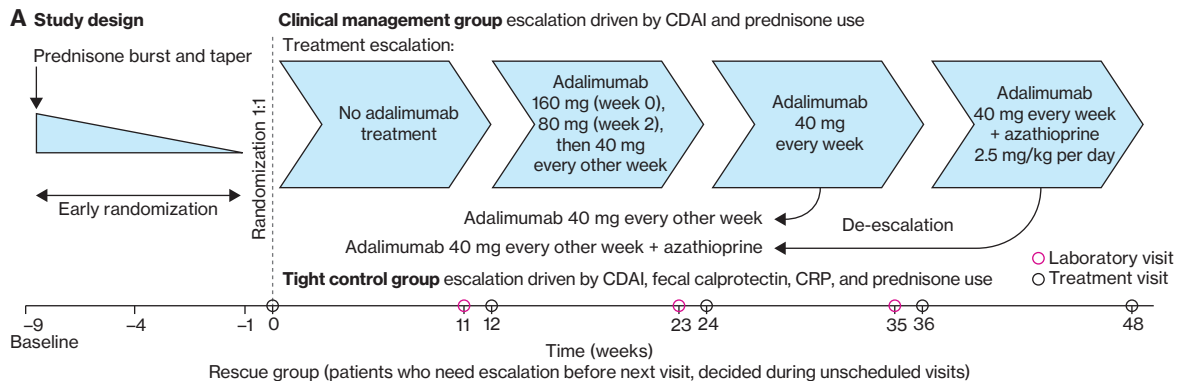 A Study design
Clinical management group escalation driven by CDAI and prednisone use
Treatment escalation:
Prednisone burst and taper
Early randomization
Randomization 1:1
No adalimumab
treatment
Adalimumab
160 mg (week 0),
80 mg (week 2),
then 40 mg
every other week
Adalimumab
40 mg
every week
Adalimumab
40 mg every week
+ azathioprine
2.5 mg/kg per day
Adalimumab 40 mg every other week
De-escalation
Adalimumab 40 mg every other week + azathioprine
Laboratory visit
Treatment visit
Tight control group escalation driven by CDAI, fecal calprotectin, CRP, and prednisone use
–9 –4 –1 0 11 12 23 24 35 36 48
Baseline
Time (weeks)
Rescue group (patients who need escalation before next visit, decided during unscheduled visits)